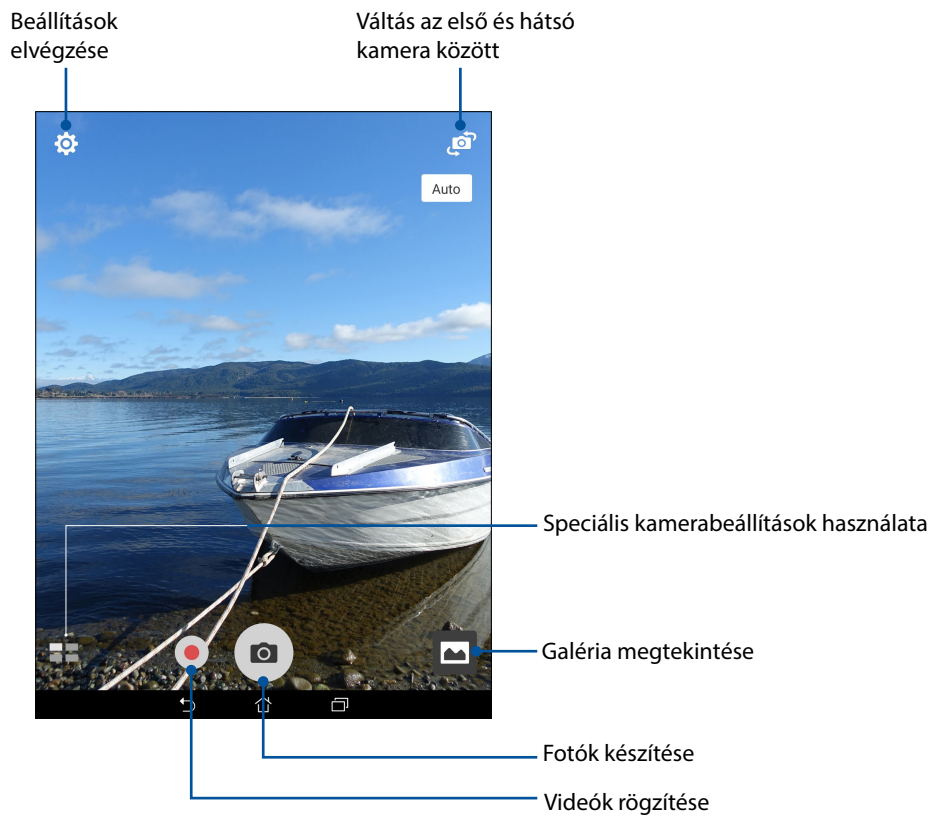 Beállítások
elvégzése
Váltás az első és hátsó
kamera között
Auto
Speciális kamerabeállítások használata
Galéria megtekintése
Fotók készítése
Videók rögzítése